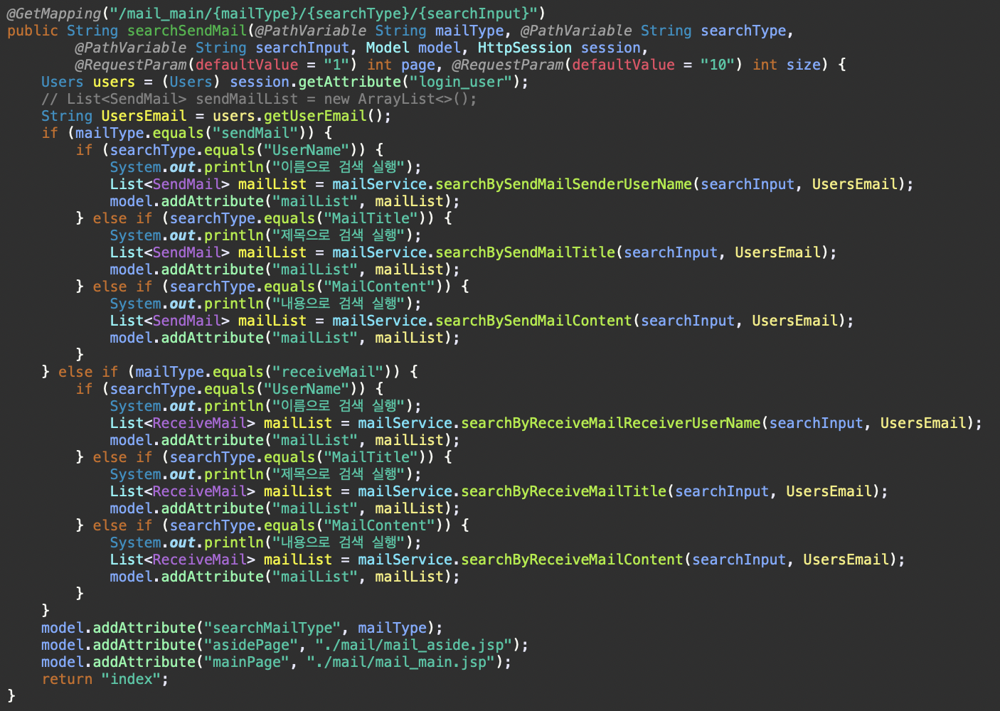 @GetMapping("/mail_main/{mailType}/{searchType}/{searchInput}")
public String searchSendMail(@PathVariable String mailType, @PathVariable String searchType,
        @PathVariable String searchInput, Model model, HttpSession session,
        @RequestParam(defaultValue = "1") int page, @RequestParam(defaultValue = "10") int size) {
    Users users = (Users) session.getAttribute("login_user");
    // List<SendMail> sendMailList = new ArrayList<>();
    String UsersEmail = users.getUserEmail();
    if (mailType.equals("sendMail")) {
        if (searchType.equals("UserName")) {
            System.out.println("이름으로 검색 실행");
            List<SendMail> mailList = mailService.searchBySendMailSenderUserName(searchInput, UsersEmail);
            model.addAttribute("mailList", mailList);
        } else if (searchType.equals("MailTitle")) {
            System.out.println("제목으로 검색 실행");
            List<SendMail> mailList = mailService.searchBySendMailTitle(searchInput, UsersEmail);
            model.addAttribute("mailList", mailList);
        } else if (searchType.equals("MailContent")) {
            System.out.println("내용으로 검색 실행");
            List<SendMail> mailList = mailService.searchBySendMailContent(searchInput, UsersEmail);
            model.addAttribute("mailList", mailList);
        }
    } else if (mailType.equals("receiveMail")) {
        if (searchType.equals("UserName")) {
            System.out.println("이름으로 검색 실행");
            List<ReceiveMail> mailList = mailService.searchByReceiveMailReceiverUserName(searchInput, UsersEmail);
            model.addAttribute("mailList", mailList);
        } else if (searchType.equals("MailTitle")) {
            System.out.println("제목으로 검색 실행");
            List<ReceiveMail> mailList = mailService.searchByReceiveMailTitle(searchInput, UsersEmail);
            model.addAttribute("mailList", mailList);
        } else if (searchType.equals("MailContent")) {
            System.out.println("내용으로 검색 실행");
            List<ReceiveMail> mailList = mailService.searchByReceiveMailContent(searchInput, UsersEmail);
            model.addAttribute("mailList", mailList);
        }
    }
    model.addAttribute("searchMailType", mailType);
    model.addAttribute("asidePage", "./mail/mail_aside.jsp");
    model.addAttribute("mainPage", "./mail/mail_main.jsp");
    return "index";
}